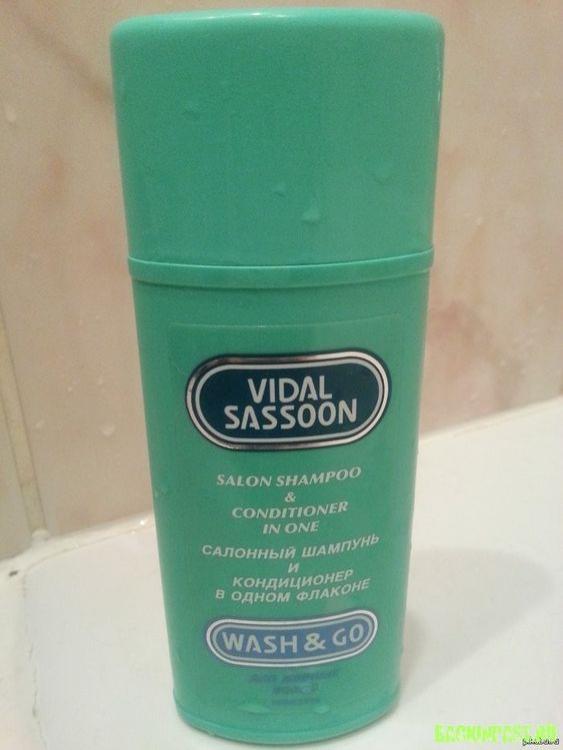 VIDAL
SASSOON
SALON SHAMPOO
&
CONDITIONER
IN ONE
САЛОННЫЙ ШАМПУНЬ
И
КОНДИЦИОНЕР
В ОДНОМ ФЛАКОНЕ
WASH & GO